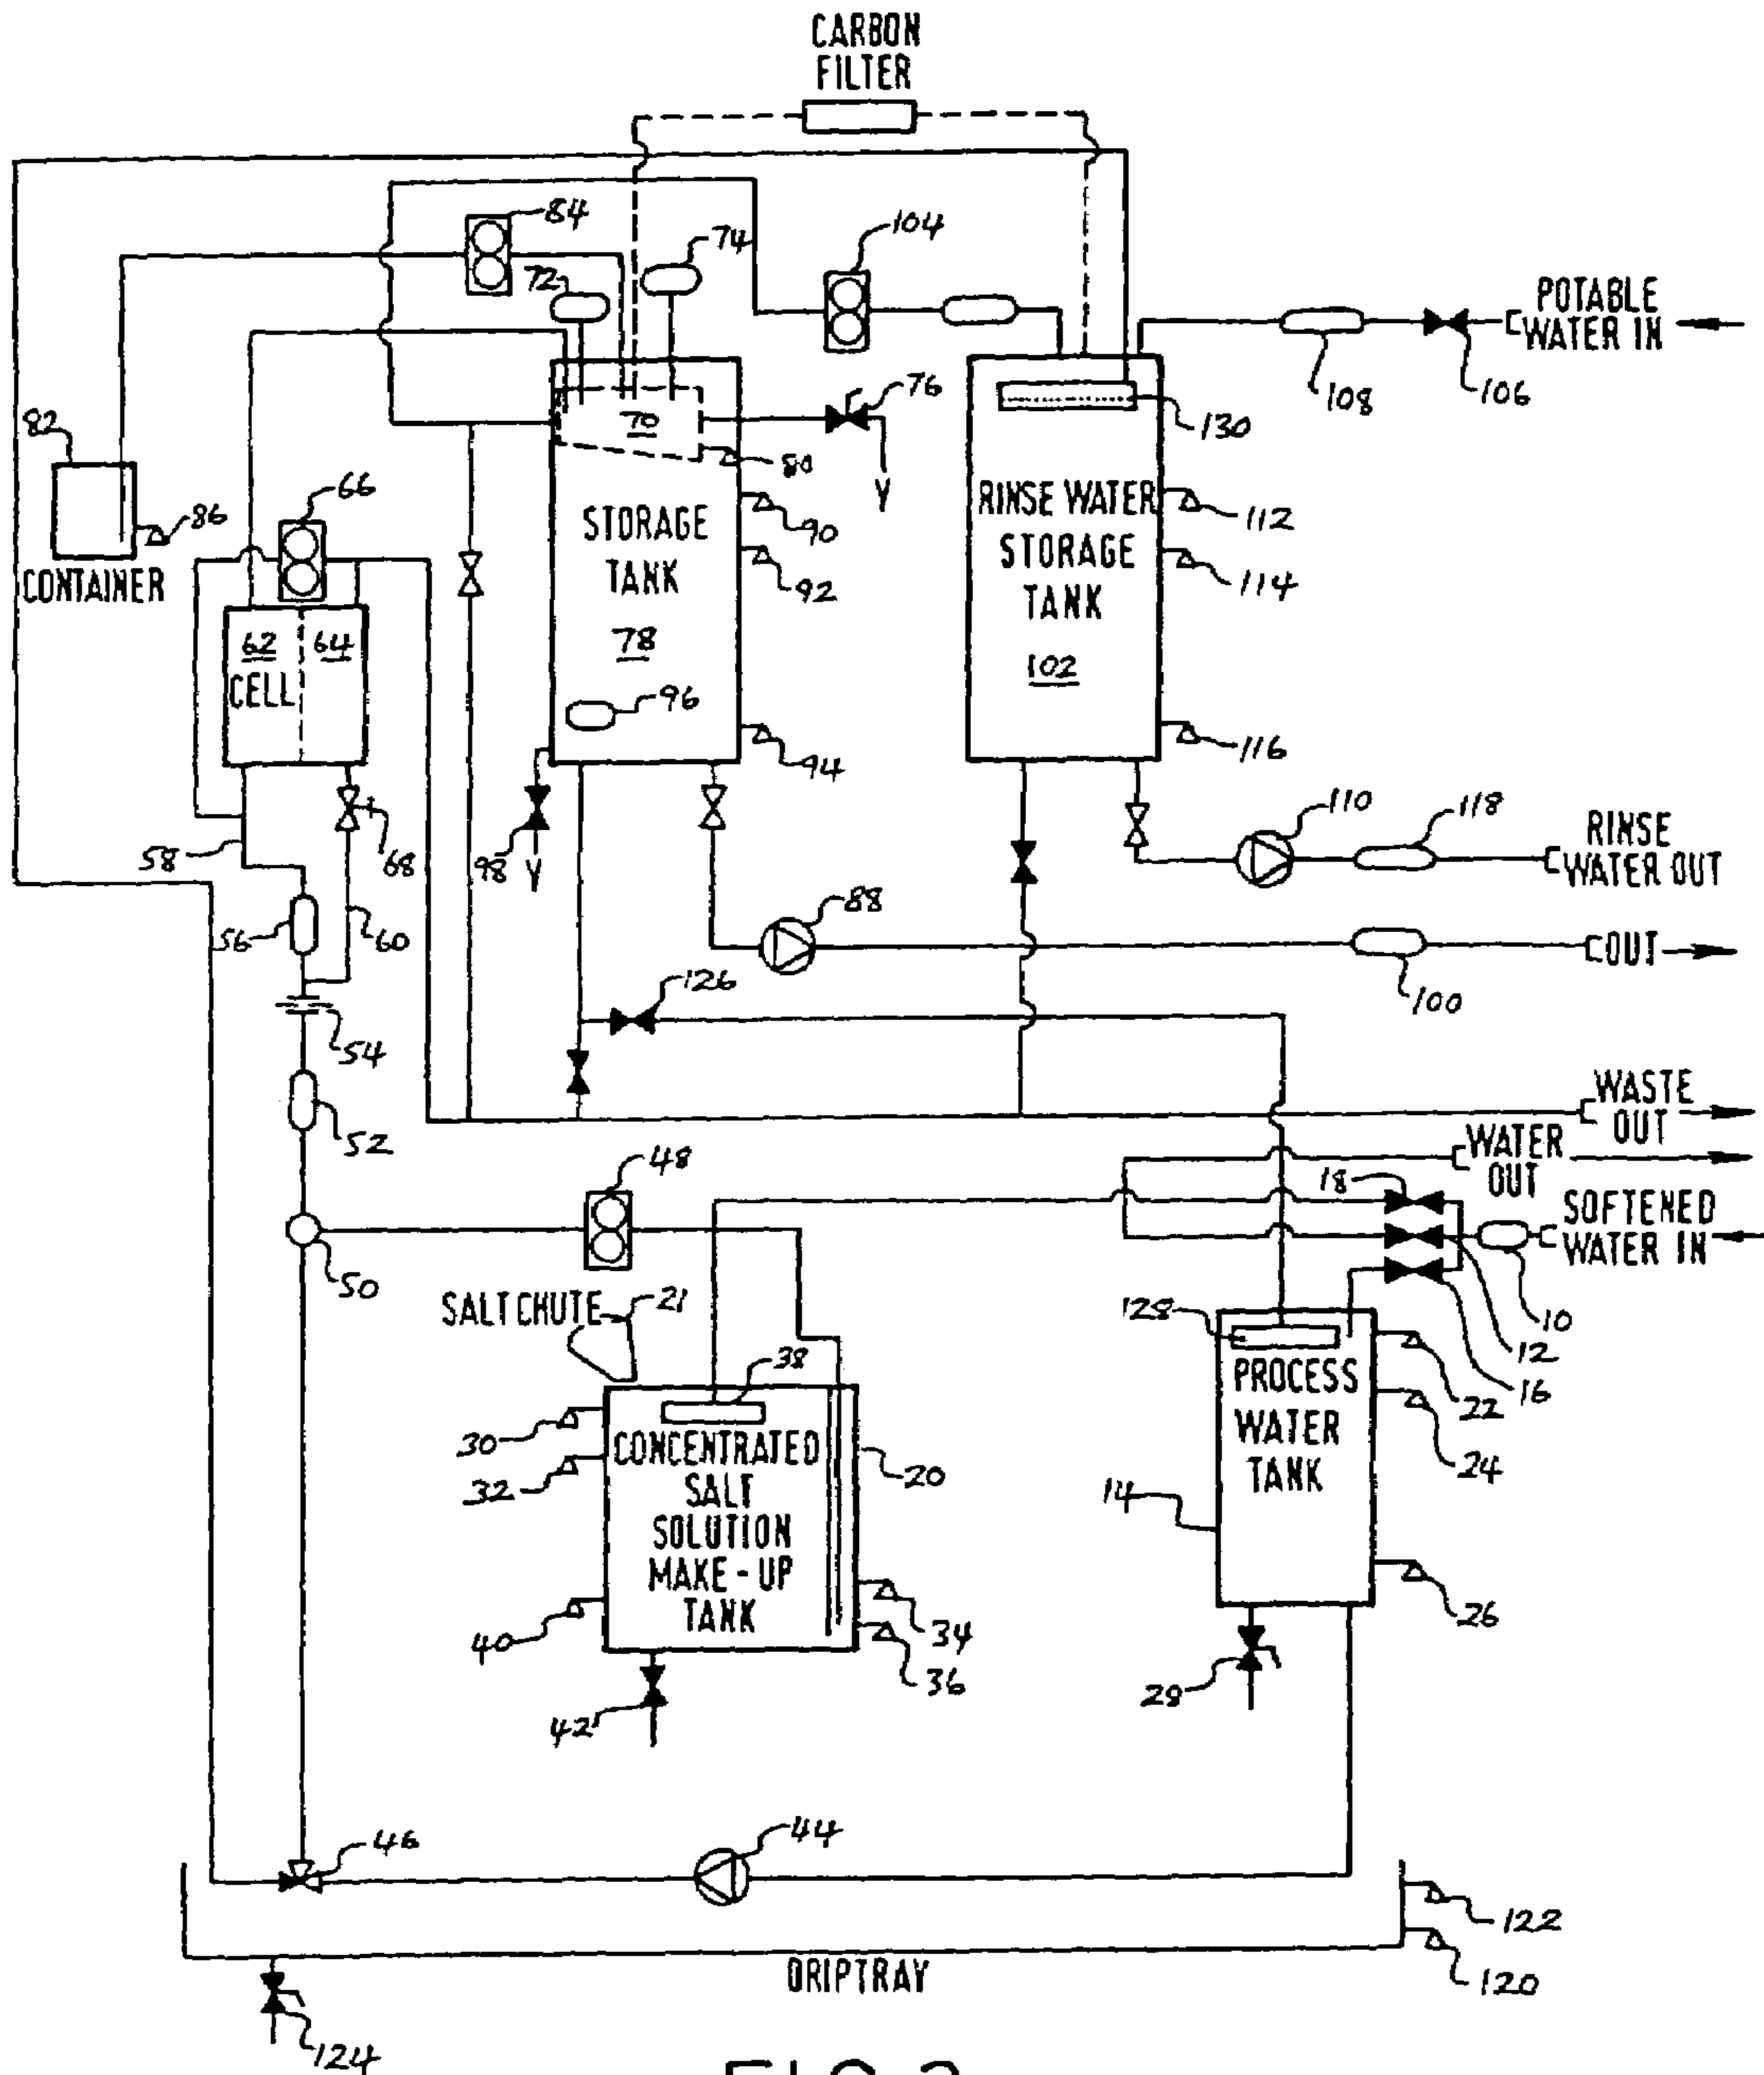 CARBON
FILTER
84
74
104
72
POTABLE
WATER IN
76
108
106
82
70
130
80
66
90
RINSE WATER
STORAGE
TANK
112
86
STORAGE
TANK
CONTAINER
92
114
62
64
78
102
CELL
96
116
94
110
118
RINSE
WATER OUT
58
68
98
Y
Y
88
56
60
OUT
126
100
54
WASTE
OUT
52
WATER
OUT
48
18
SOFTENED
WATER IN
50
SALT CHUTE
21
128
10
38
12
PROCESS
WATER
TANK
16
22
30
CONCENTRATED
SALT
SOLUTION
MAKE-UP
TANK
20
24
32
14
40
34
26
36
28
42
46
44
122
DRIPTRAY
120
124